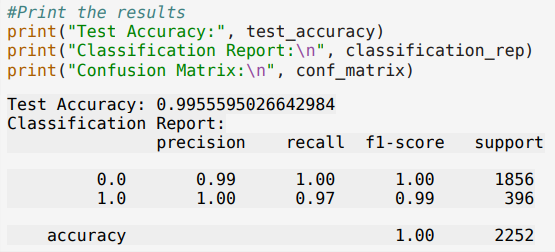 #Print the results
print("Test Accuracy:", test_accuracy)
print("Classification Report:\n", classification_rep)
print("Confusion Matrix:\n", conf_matrix)
Test Accuracy: 0.9955595026642984
Classification Report:
precision recall f1-score support
0.0 0.99 1.00 1.00 1856
1.0 1.00 0.97 0.99 396
accuracy 1.00 2252